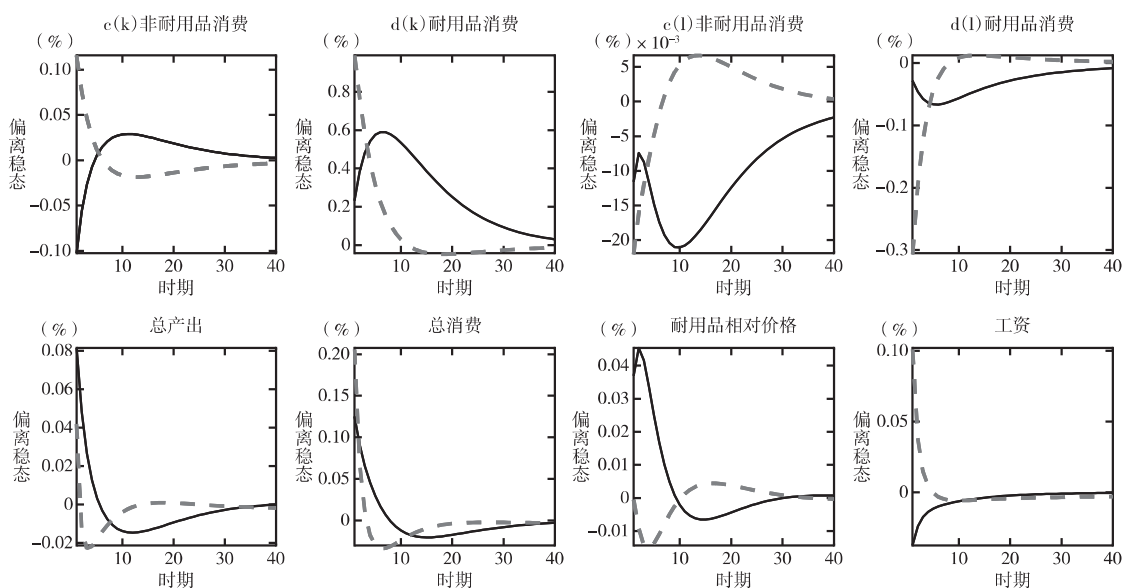 c(k)非耐用品消费
(%)
0.10
0.05
0
−0.05
−0.10
偏离稳态
10 20 30 40
时期
d(k)耐用品消费
(%)
0.8
0.6
0.4
0.2
0
偏离稳态
10 20 30 40
时期
c(l)非耐用品消费
(%) ×10⁻³
5
0
−5
−10
−15
−20
偏离稳态
10 20 30 40
时期
d(l)耐用品消费
(%)
0
−0.1
−0.2
−0.3
偏离稳态
10 20 30 40
时期
总产出
(%)
0.08
0.06
0.04
0.02
0
−0.02
偏离稳态
10 20 30 40
时期
总消费
(%)
0.20
0.15
0.10
0.05
0
偏离稳态
10 20 30 40
时期
耐用品相对价格
(%)
0.04
0.03
0.02
0.01
0
−0.01
偏离稳态
10 20 30 40
时期
工资
(%)
0.10
0.05
0
偏离稳态
10 20 30 40
时期